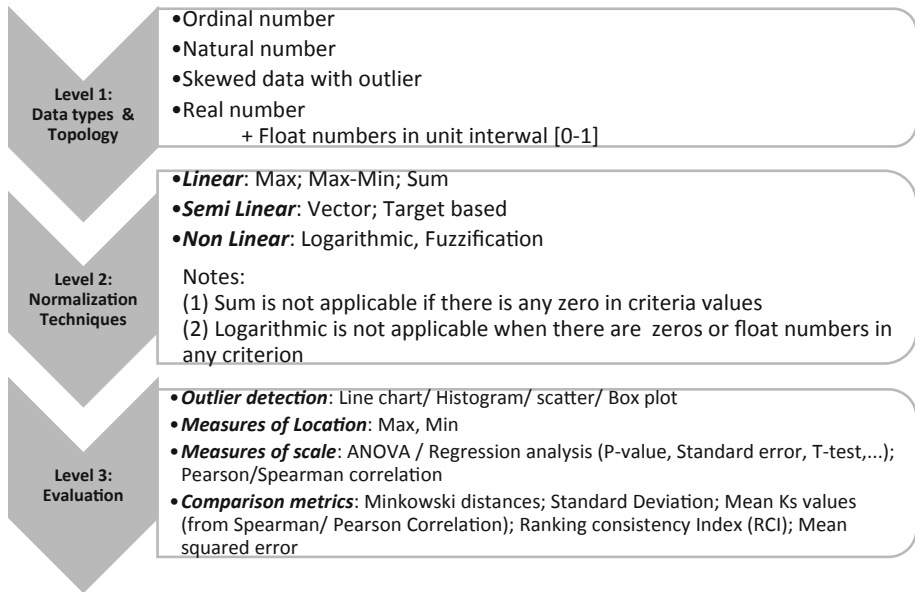 Level 1:
Data types & 
Topology
•Ordinal number
•Natural number
•Skewed data with outlier
•Real number
+ Float numbers in unit interwal [0-1]
Level 2:
Normalization
Techniques
•Linear: Max; Max-Min; Sum
•Semi Linear: Vector; Target based
•Non Linear: Logarithmic, Fuzzification
Notes:
(1) Sum is not applicable if there is any zero in criteria values
(2) Logarithmic is not applicable when there are zeros or float numbers in
any criterion
Level 3:
Evaluation
•Outlier detection: Line chart/ Histogram/ scatter/ Box plot
•Measures of Location: Max, Min
•Measures of scale: ANOVA / Regression analysis (P-value, Standard error, T-test,...);
Pearson/Spearman correlation
•Comparison metrics: Minkowski distances; Standard Deviation; Mean Ks values
(from Spearman/ Pearson Correlation); Ranking consistency Index (RCI); Mean
squared error